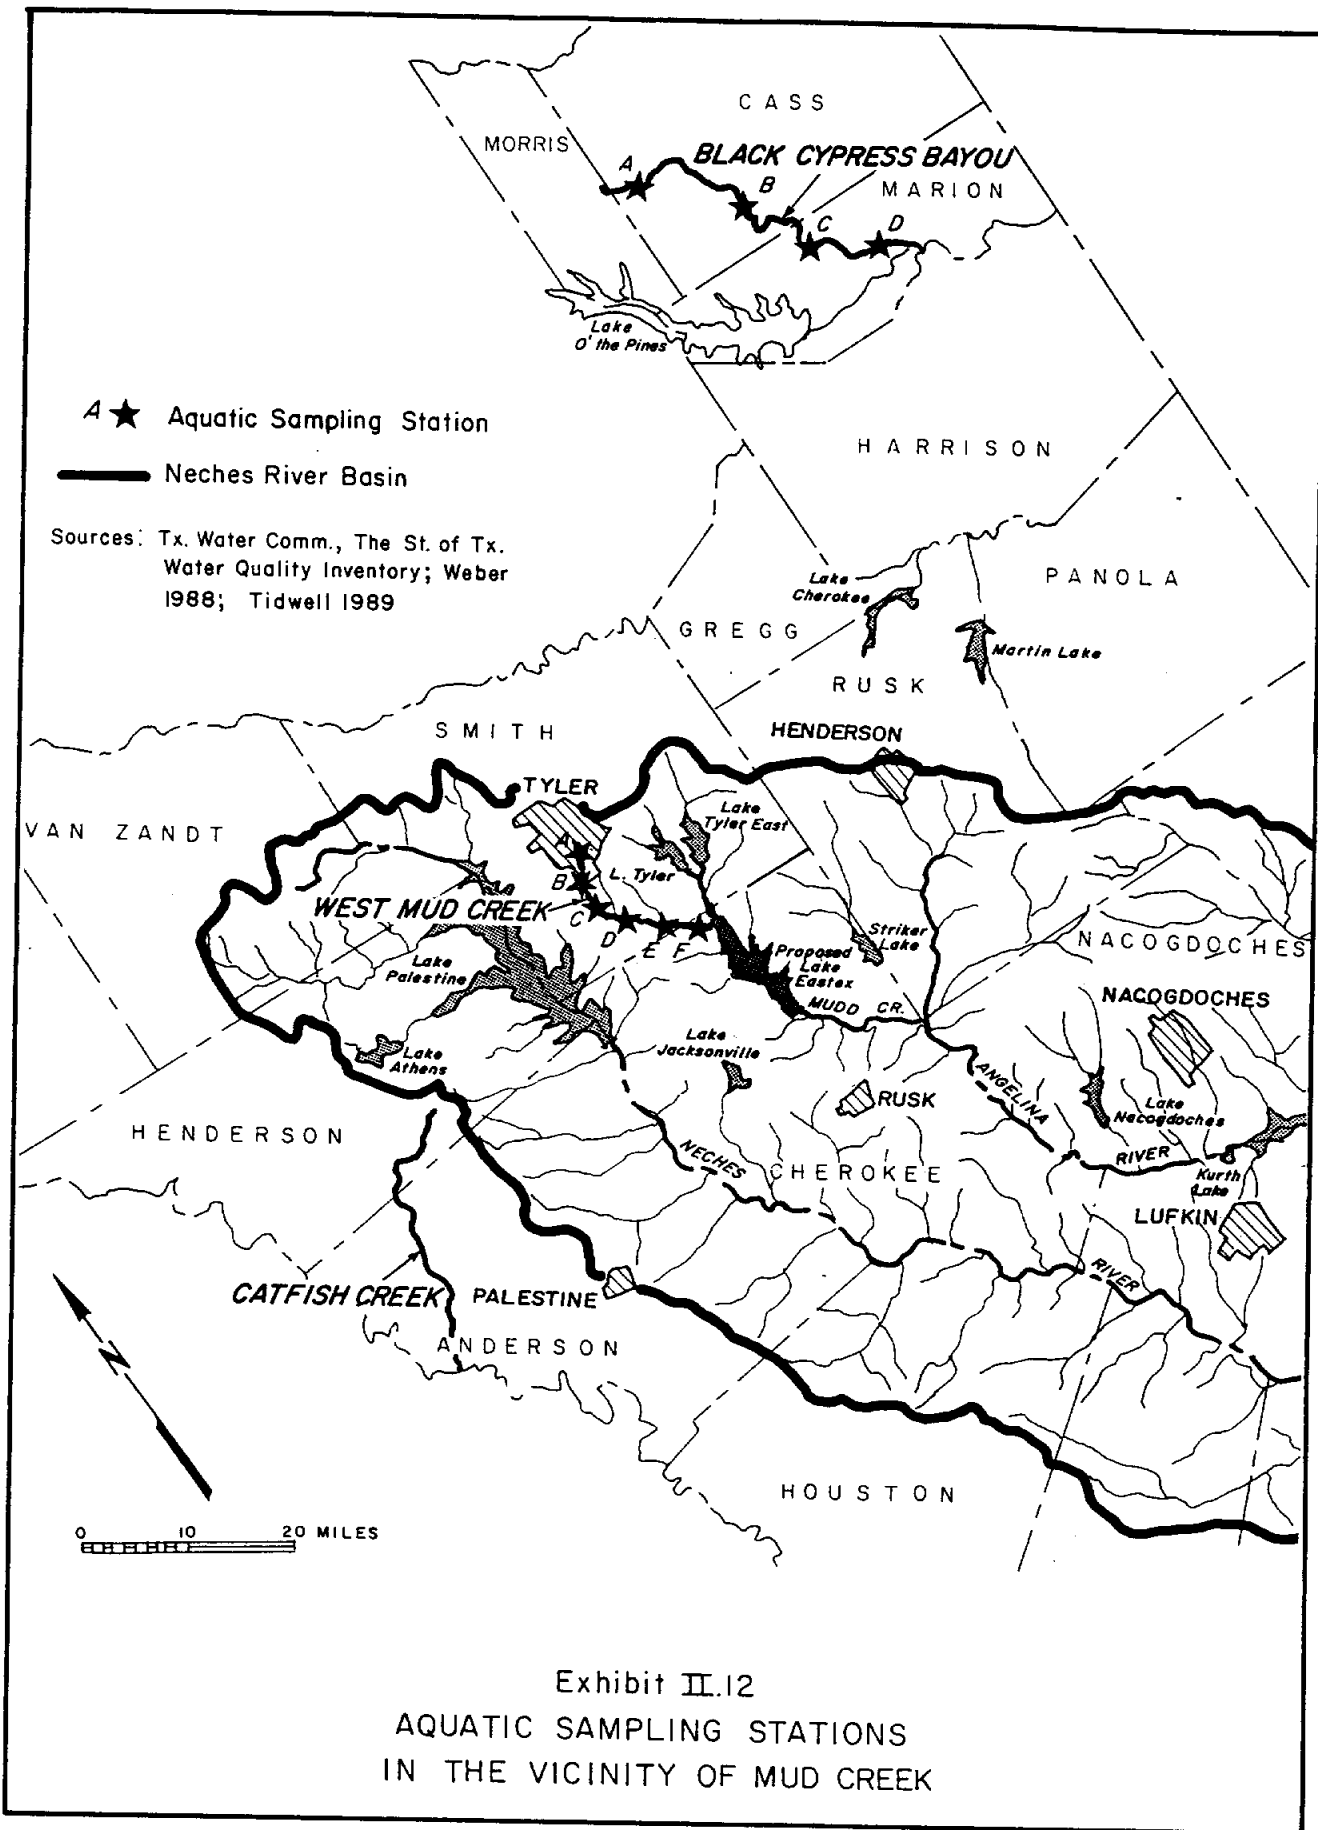 CASS
MORRIS
BLACK CYPRESS BAYOU
A
B
MARION
C
D
Lake
O' the Pines
A ★ Aquatic Sampling Station
Neches River Basin
HARRISON
Sources: Tx. Water Comm., The St. of Tx.
Water Quality Inventory; Weber
1988; Tidwell 1989
Lake
Cherokee
PANOLA
GREGG
Martin Lake
RUSK
SMITH
HENDERSON
TYLER
VAN ZANDT
Lake
Tyler East
A
L. Tyler
B
WEST MUD CREEK
C
D
E
F
Striker
Lake
NACOGDOCHES
Proposed
Lake
Eastex
Lake
Palestine
MUDD CR.
NACOGDOCHES
Lake
Jacksonville
Lake
Athens
ANGELINA
RUSK
Lake
Nacogdoches
HENDERSON
NECHES
CHEROKEE
RIVER
Kurth
Lake
LUFKIN
RIVER
CATFISH CREEK
PALESTINE
ANDERSON
N
HOUSTON
0 10 20 MILES
Exhibit II.12
AQUATIC SAMPLING STATIONS
IN THE VICINITY OF MUD CREEK